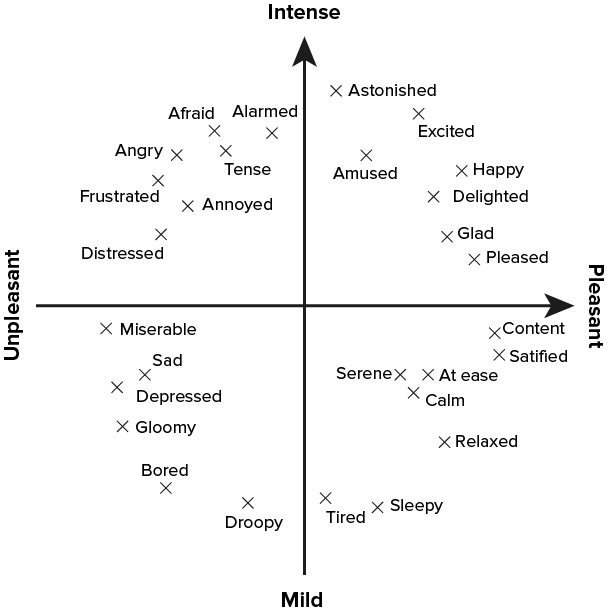 Intense
Astonished
Afraid
Alarmed
Excited
Angry
Tense
Amused
Happy
Frustrated
Annoyed
Delighted
Distressed
Glad
Pleased
Unpleasant
Pleasant
Miserable
Content
Sad
Satified
Depressed
Serene
At ease
Calm
Gloomy
Relaxed
Bored
Droopy
Tired
Sleepy
Mild